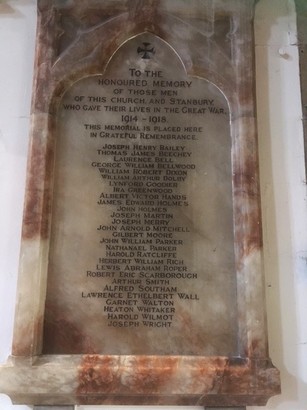 To the
Honoured Memory
of those men
of this church, and Stanbury,
who gave their lives in the Great War,
1914 - 1918.
This memorial is placed here
in grateful remembrance.
Joseph Henry Bailey
Thomas James Beechey
Laurence Bell
George William Bellwood
William Robert Dixon
William Arthur Holby
Lynford Goodier
Ira Greenwood
Albert Victor Hands
James Edward Holmes
John Holmes
Joseph Martin
Joseph Merry
John Arnold Mitchell
Gilbert Moore
John William Parker
Nathanael Parker
Harold Ratcliffe
Herbert William Rich
Lewis Abraham Roper
Robert Eric Scarborough
Arthur Smith
Alfred Southam
Lawrence Ethelbert Wall
Garnet Walton
Heaton Whitaker
Harold Wilmot
Joseph Wright